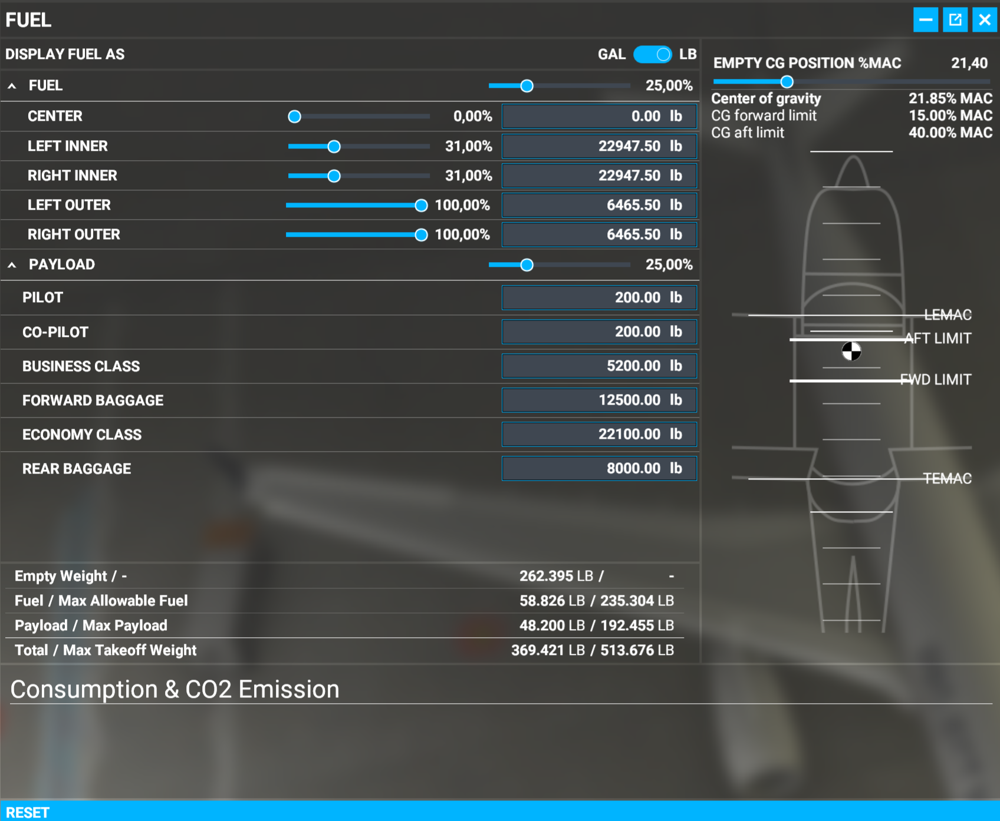 FUEL
DISPLAY FUEL AS GAL LB
FUEL 25,00%
CENTER 0,00% 0.00 lb
LEFT INNER 31,00% 22947.50 lb
RIGHT INNER 31,00% 22947.50 lb
LEFT OUTER 100,00% 6465.50 lb
RIGHT OUTER 100,00% 6465.50 lb
PAYLOAD 25,00%
PILOT 200.00 lb
CO-PILOT 200.00 lb
BUSINESS CLASS 5200.00 lb
FORWARD BAGGAGE 12500.00 lb
ECONOMY CLASS 22100.00 lb
REAR BAGGAGE 8000.00 lb
Empty Weight / - 262.395 LB / -
Fuel / Max Allowable Fuel 58.826 LB / 235.304 LB
Payload / Max Payload 48.200 LB / 192.455 LB
Total / Max Takeoff Weight 369.421 LB / 513.676 LB
EMPTY CG POSITION %MAC 21,40
Center of gravity 21.85% MAC
CG forward limit 15.00% MAC
CG aft limit 40.00% MAC
LEMAC
AFT LIMIT
FWD LIMIT
TEMAC
Consumption & CO2 Emission
RESET